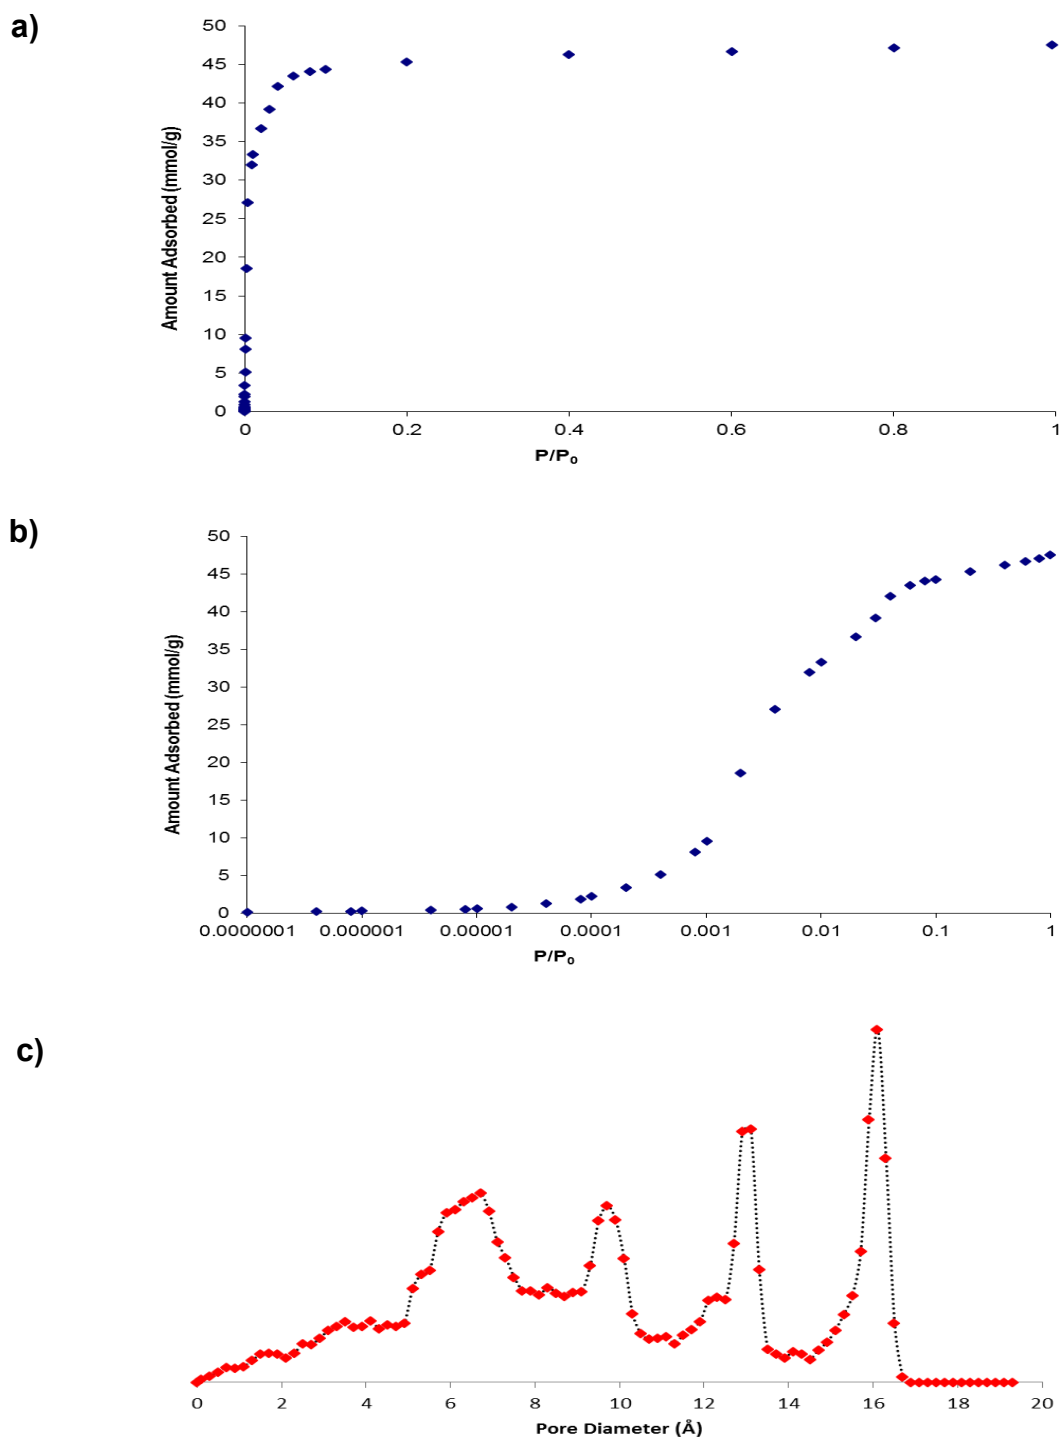 a)
50
45
40
35
30
25
20
15
10
5
0
Amount Adsorbed (mmol/g)
0 0.2 0.4 0.6 0.8 1
P/P₀
b)
50
45
40
35
30
25
20
15
10
5
0
Amount Adsorbed (mmol/g)
0.0000001 0.000001 0.00001 0.0001 0.001 0.01 0.1 1
P/P₀
c)
0 2 4 6 8 10 12 14 16 18 20
Pore Diameter (Å)